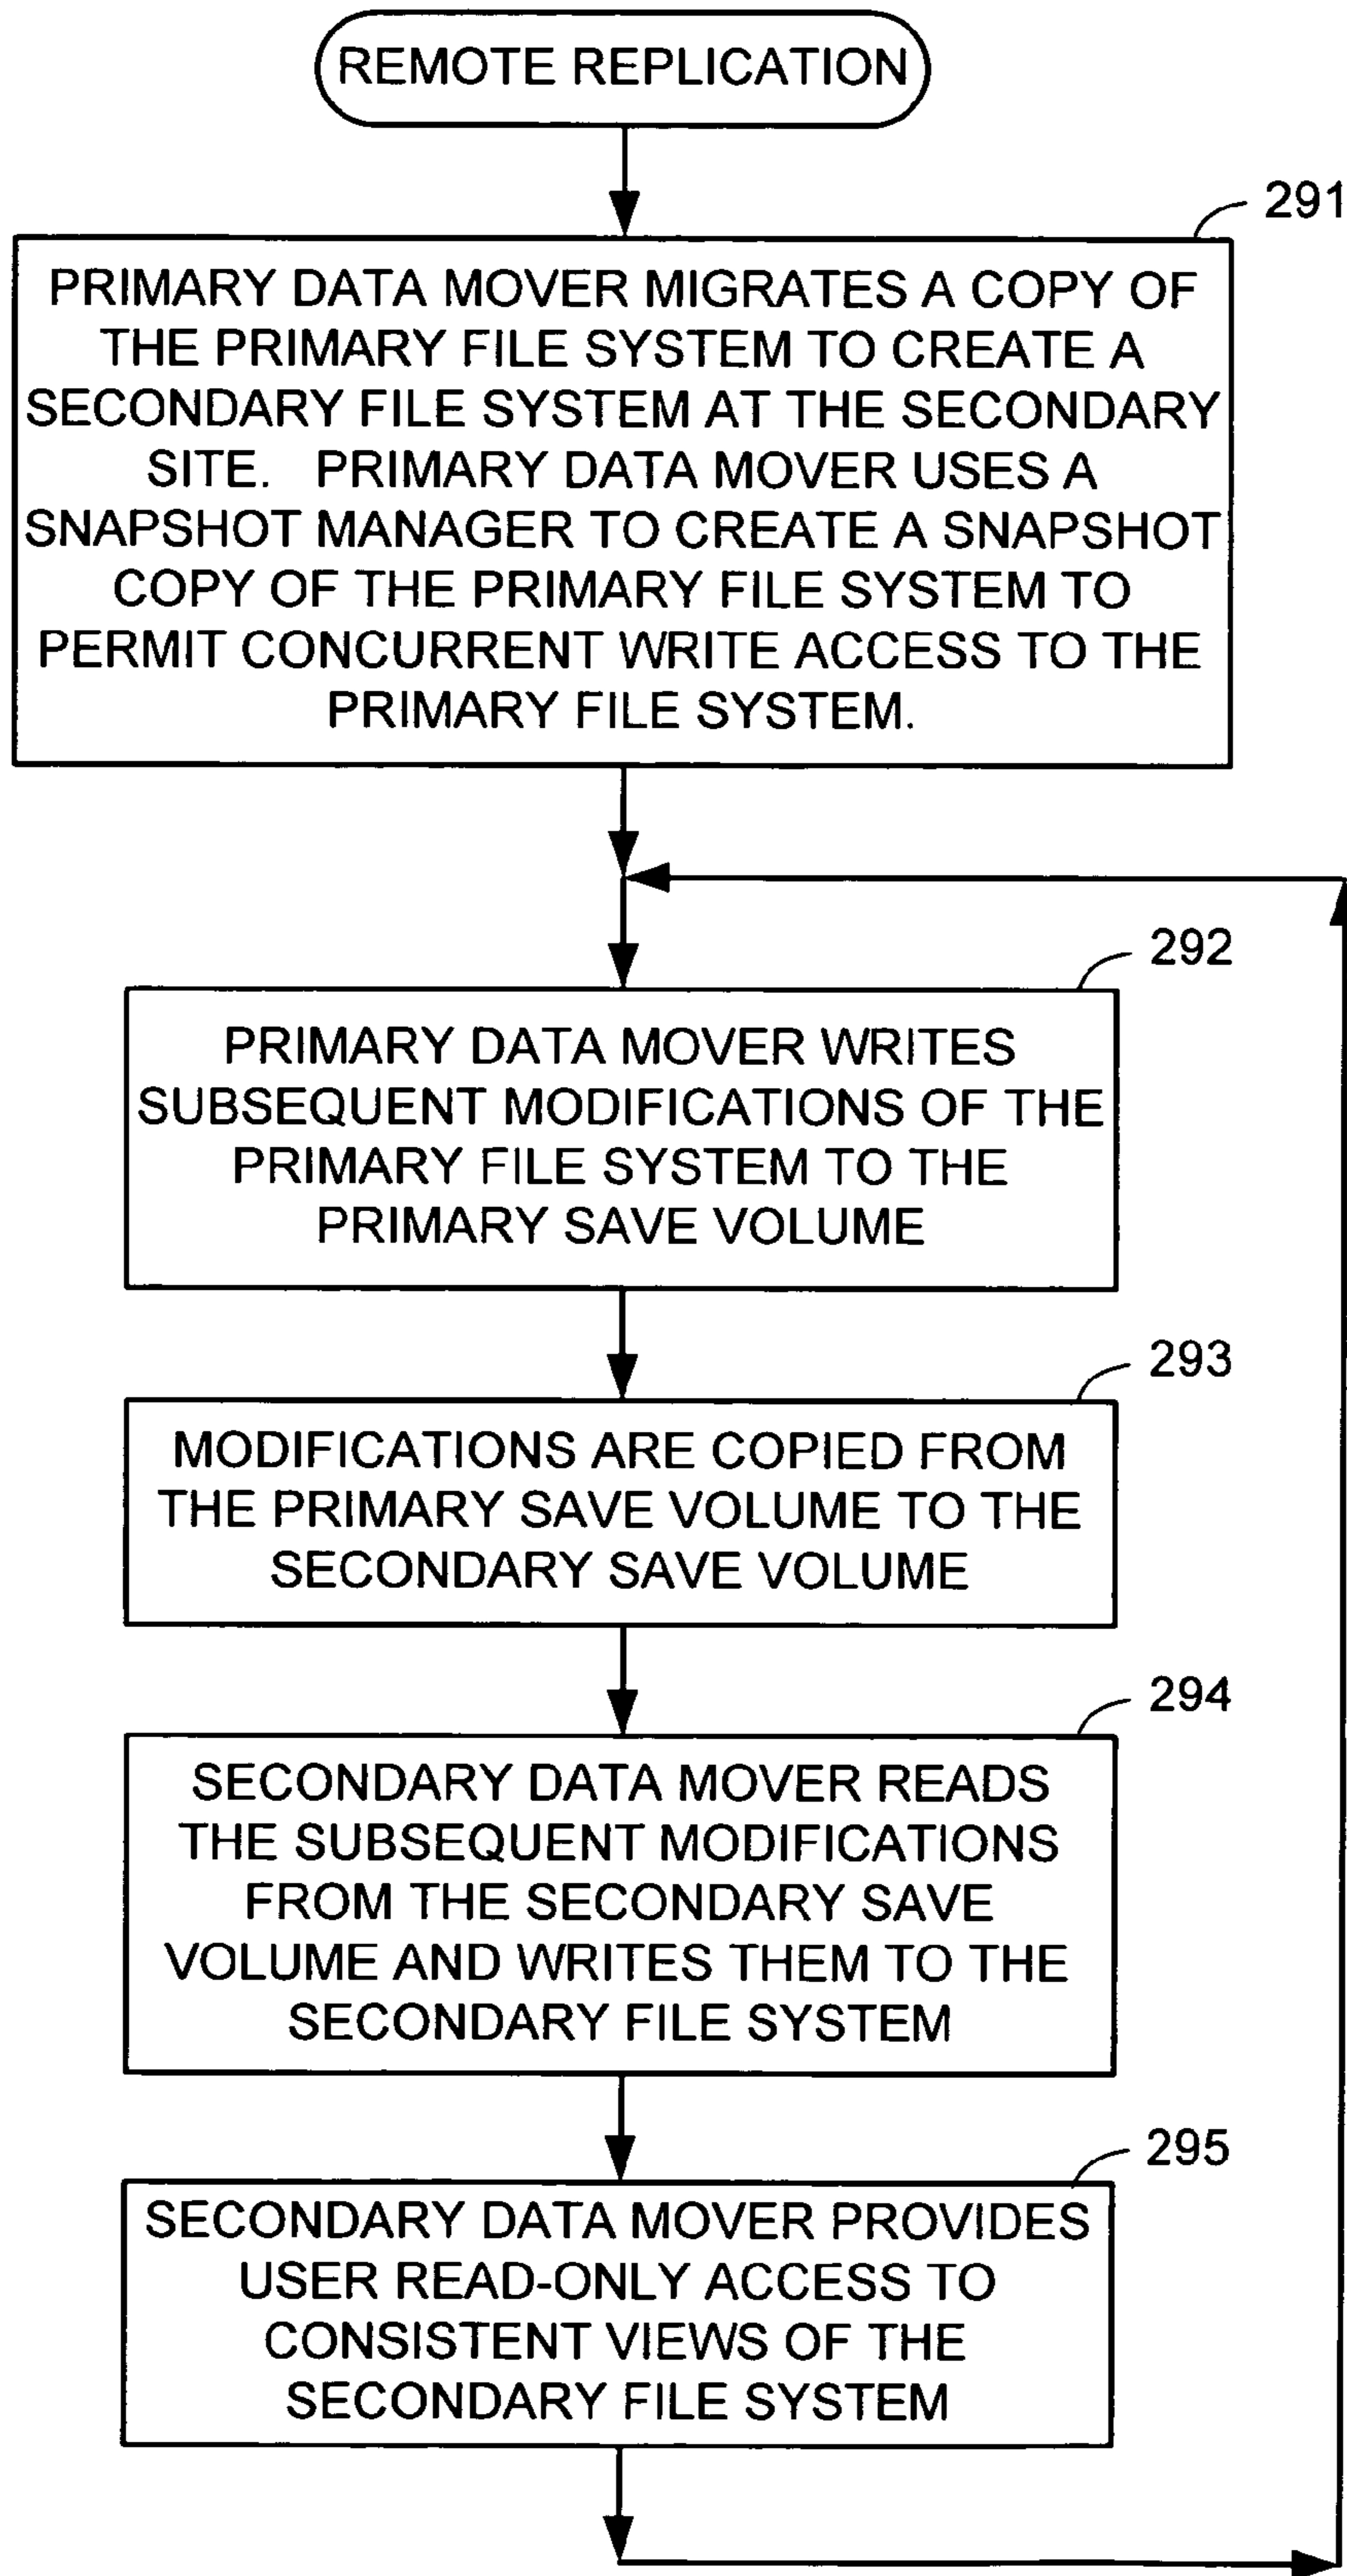 REMOTE REPLICATION
291
PRIMARY DATA MOVER MIGRATES A COPY OF
THE PRIMARY FILE SYSTEM TO CREATE A
SECONDARY FILE SYSTEM AT THE SECONDARY
SITE. PRIMARY DATA MOVER USES A
SNAPSHOT MANAGER TO CREATE A SNAPSHOT
COPY OF THE PRIMARY FILE SYSTEM TO
PERMIT CONCURRENT WRITE ACCESS TO THE
PRIMARY FILE SYSTEM.
292
PRIMARY DATA MOVER WRITES
SUBSEQUENT MODIFICATIONS OF THE
PRIMARY FILE SYSTEM TO THE
PRIMARY SAVE VOLUME
293
MODIFICATIONS ARE COPIED FROM
THE PRIMARY SAVE VOLUME TO THE
SECONDARY SAVE VOLUME
294
SECONDARY DATA MOVER READS
THE SUBSEQUENT MODIFICATIONS
FROM THE SECONDARY SAVE
VOLUME AND WRITES THEM TO THE
SECONDARY FILE SYSTEM
295
SECONDARY DATA MOVER PROVIDES
USER READ-ONLY ACCESS TO
CONSISTENT VIEWS OF THE
SECONDARY FILE SYSTEM